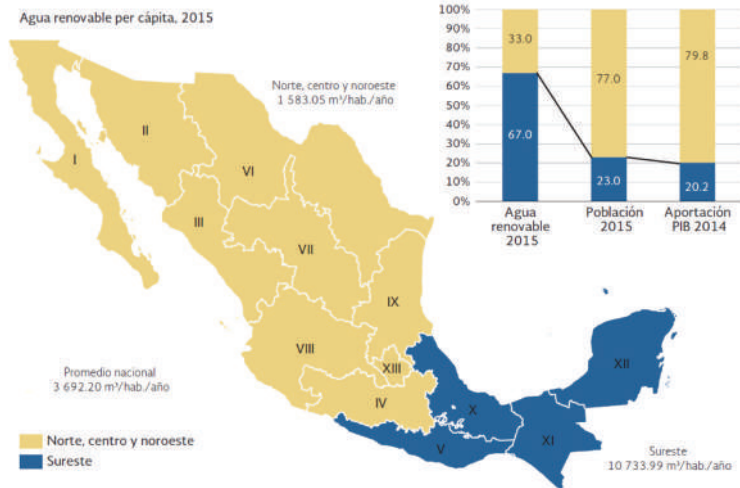 Agua renovable per cápita, 2015
Norte, centro y noroeste
1 583.05 m³/hab./año
I
II
III
VI
VII
IX
VIII
XIII
IV
X
V
XI
XII
Promedio nacional
3 692.20 m³/hab./año
Sureste
10 733.99 m³/hab./año
Norte, centro y noroeste
Sureste
100%
90%
80%
70%
60%
50%
40%
30%
20%
10%
0%
33.0
77.0
79.8
67.0
23.0
20.2
Agua
renovable
2015
Población
2015
Aportación
PIB 2014